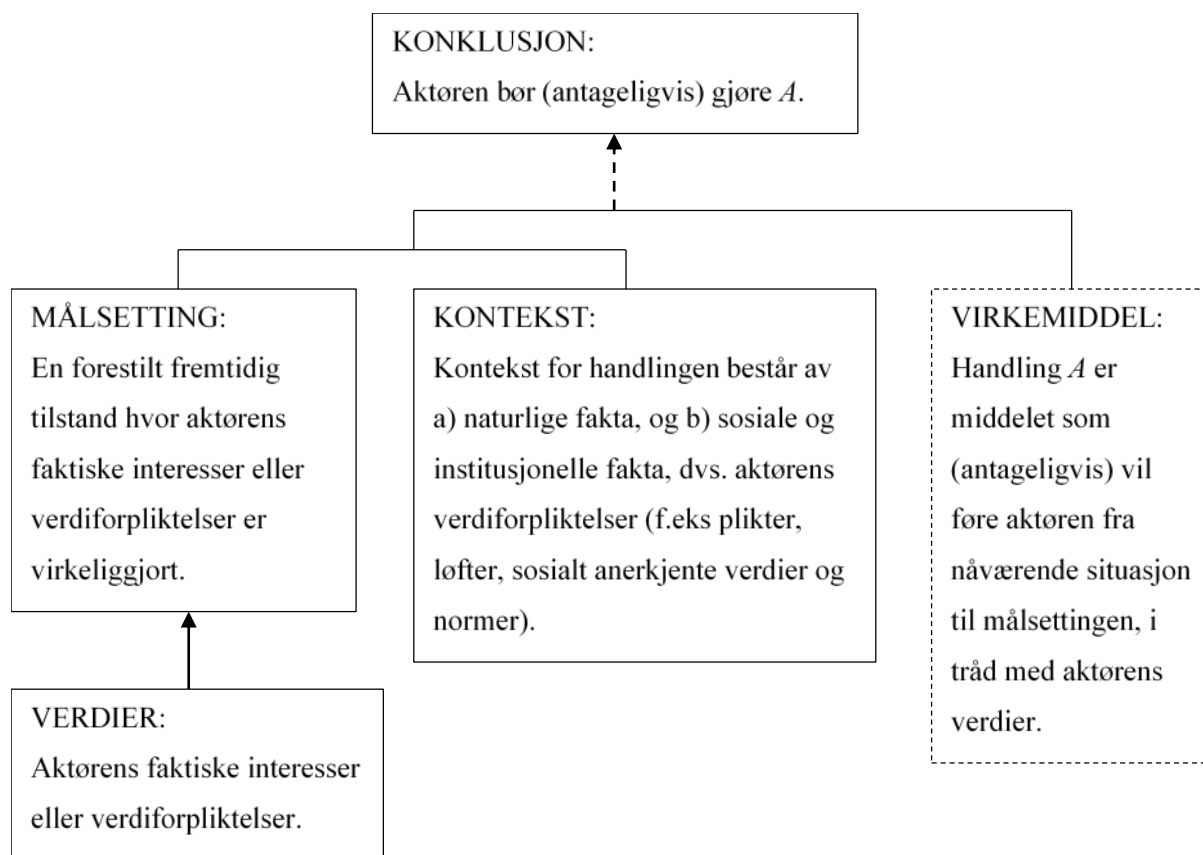 KONKLUSJON:
Aktøren bør (antageligvis) gjøre A.
MÅLSETTING:
En forestilt fremtidig
tilstand hvor aktørens
faktiske interesser eller
verdiforpliktelser er
virkeliggjort.
KONTEKST:
Kontekst for handlingen består av
a) naturlige fakta, og b) sosiale og
institusjonelle fakta, dvs. aktørens
verdiforpliktelser (f.eks plikter,
løfter, sosialt anerkjente verdier og
normer).
VIRKEMIDDEL:
Handling A er
middelet som
(antageligvis) vil
føre aktøren fra
nåværende situasjon
til målsettingen, i
tråd med aktørens
verdier.
VERDIER:
Aktørens faktiske interesser
eller verdiforpliktelser.